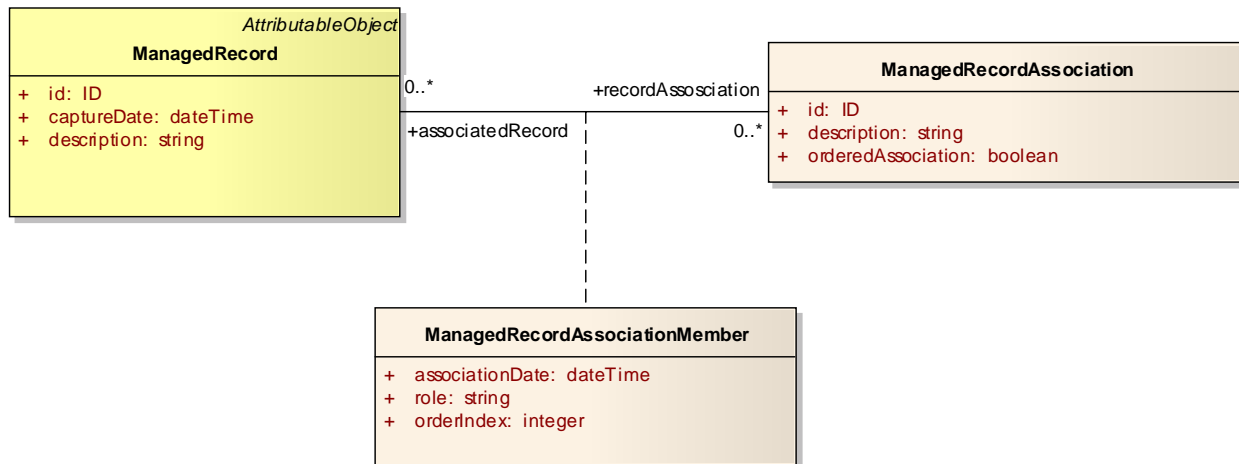 AttributableObject
ManagedRecord
+ id: ID
+ captureDate: dateTime
+ description: string
0..*
+associatedRecord
+recordAssosciation
0..*
ManagedRecordAssociation
+ id: ID
+ description: string
+ orderedAssociation: boolean
ManagedRecordAssociationMember
+ associationDate: dateTime
+ role: string
+ orderIndex: integer